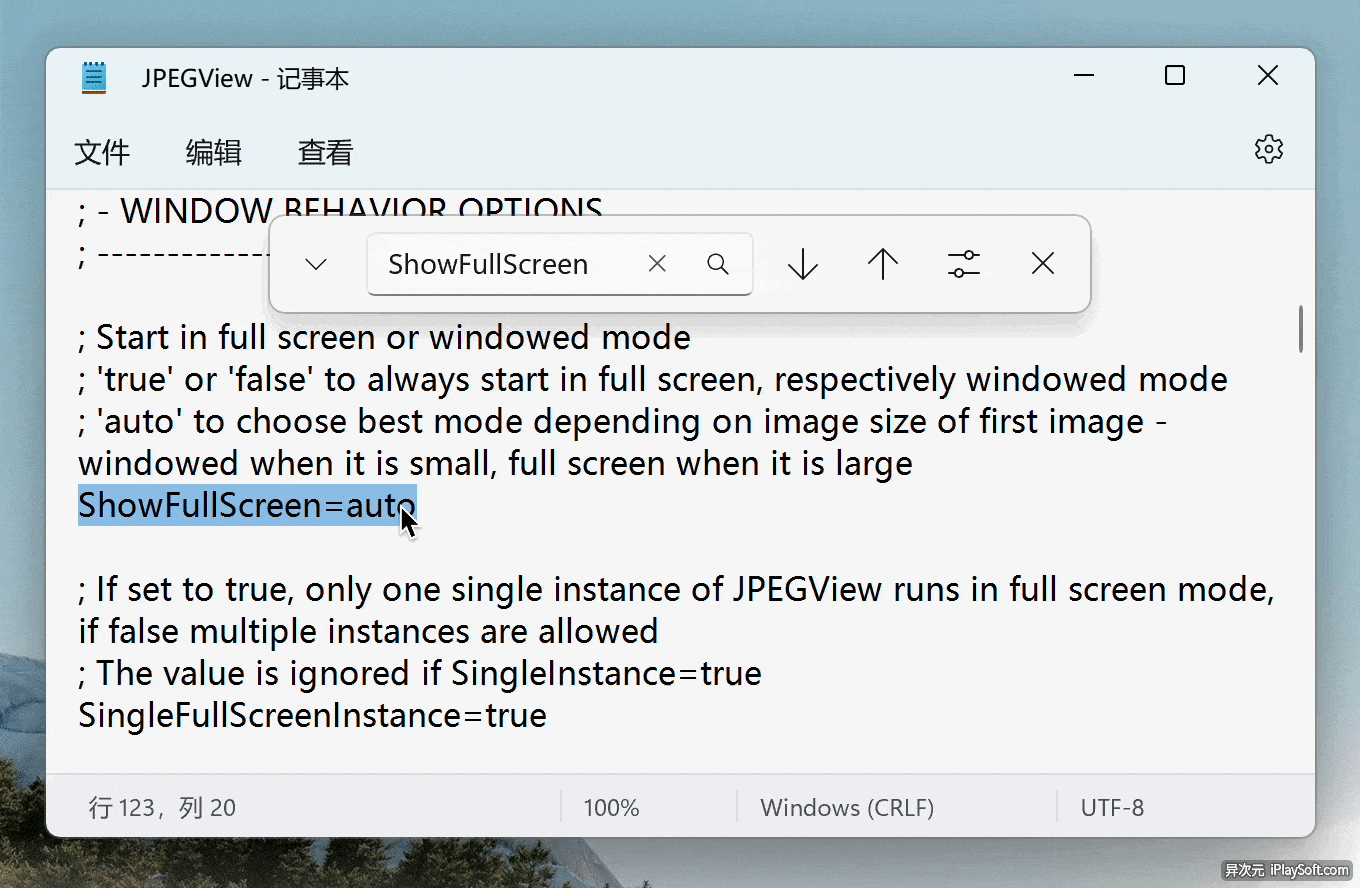 JPEGView - 记事本
文件 编辑 查看
; - WINDOW BEHAVIOR OPTIONS
; -------------
ShowFullScreen
; Start in full screen or windowed mode
; 'true' or 'false' to always start in full screen, respectively windowed mode
; 'auto' to choose best mode depending on image size of first image -
windowed when it is small, full screen when it is large
ShowFullScreen=auto
; If set to true, only one single instance of JPEGView runs in full screen mode,
if false multiple instances are allowed
; The value is ignored if SingleInstance=true
SingleFullScreenInstance=true
行 123，列 20 100% Windows (CRLF) UTF-8
异次元 iPlaySoft.com